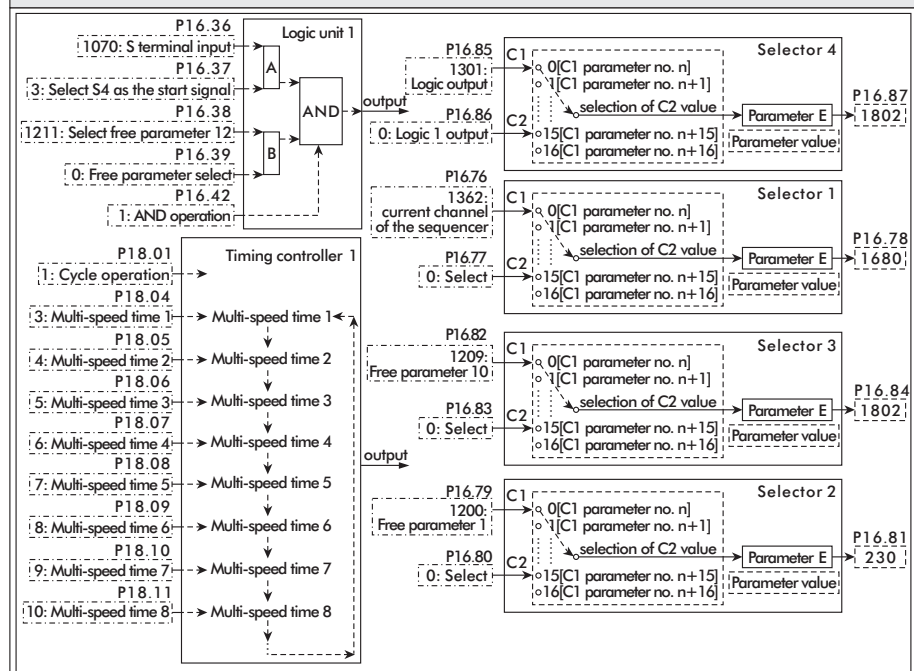 P16.36
1070: S terminal input
P16.37
3: Select S4 as the start signal
P16.38
1211: Select free parameter 12
P16.39
0: Free parameter select
P16.42
1: AND operation
Logic unit 1
A
B
AND
output
P18.01
1: Cycle operation
P18.04
3: Multi-speed time 1
P18.05
4: Multi-speed time 2
P18.06
5: Multi-speed time 3
P18.07
6: Multi-speed time 4
P18.08
7: Multi-speed time 5
P18.09
8: Multi-speed time 6
P18.10
9: Multi-speed time 7
P18.11
10: Multi-speed time 8
Timing controller 1
Multi-speed time 1
Multi-speed time 2
Multi-speed time 3
Multi-speed time 4
Multi-speed time 5
Multi-speed time 6
Multi-speed time 7
Multi-speed time 8
output
P16.85
1301:
Logic output
P16.86
0: Logic 1 output
C1
C2
Selector 4
0[C1 parameter no. n]
1[C1 parameter no. n+1]
selection of C2 value
15[C1 parameter no. n+15]
16[C1 parameter no. n+16]
Parameter E
Parameter value
P16.87
1802
P16.76
1362:
current channel
of the sequencer
P16.77
0: Select
C1
C2
Selector 1
0[C1 parameter no. n]
1[C1 parameter no. n+1]
selection of C2 value
15[C1 parameter no. n+15]
16[C1 parameter no. n+16]
Parameter E
Parameter value
P16.78
1680
P16.82
1209:
Free parameter 10
P16.83
0: Select
C1
C2
Selector 3
0[C1 parameter no. n]
1[C1 parameter no. n+1]
selection of C2 value
15[C1 parameter no. n+15]
16[C1 parameter no. n+16]
Parameter E
Parameter value
P16.84
1802
P16.79
1200:
Free parameter 1
P16.80
0: Select
C1
C2
Selector 2
0[C1 parameter no. n]
1[C1 parameter no. n+1]
selection of C2 value
15[C1 parameter no. n+15]
16[C1 parameter no. n+16]
Parameter E
Parameter value
P16.81
230